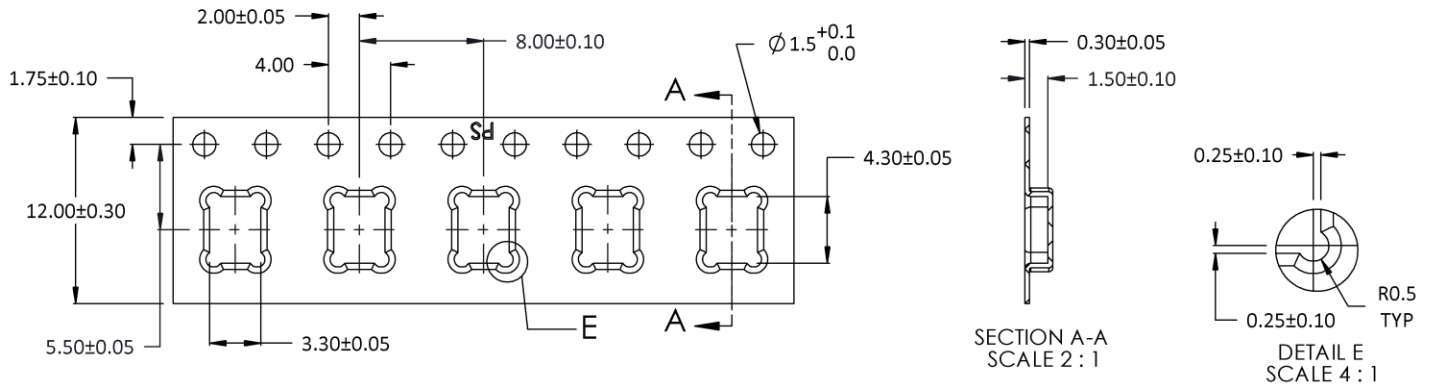 2.00±0.05
8.00±0.10
4.00
1.75±0.10
Ø1.5 +0.1
0.0
0.30±0.05
1.50±0.10
A
PS
4.30±0.05
0.25±0.10
12.00±0.30
5.50±0.05
3.30±0.05
E
A
SECTION A-A
SCALE 2 : 1
R0.5
TYP
0.25±0.10
DETAIL E
SCALE 4 : 1